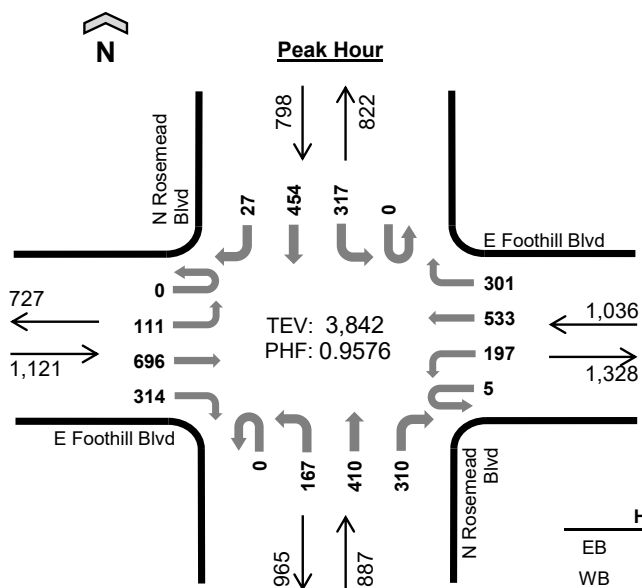 N
Peak Hour
N Rosemead
Blvd
798
822
27
454
317
0
E Foothill Blvd
727
0
301
111
TEV: 3,842
533
1,036
PHF: 0.9576
1,121
696
197
1,328
314
5
E Foothill Blvd
0
167
410
310
N Rosemead
Blvd
965
887
H
EB
WB